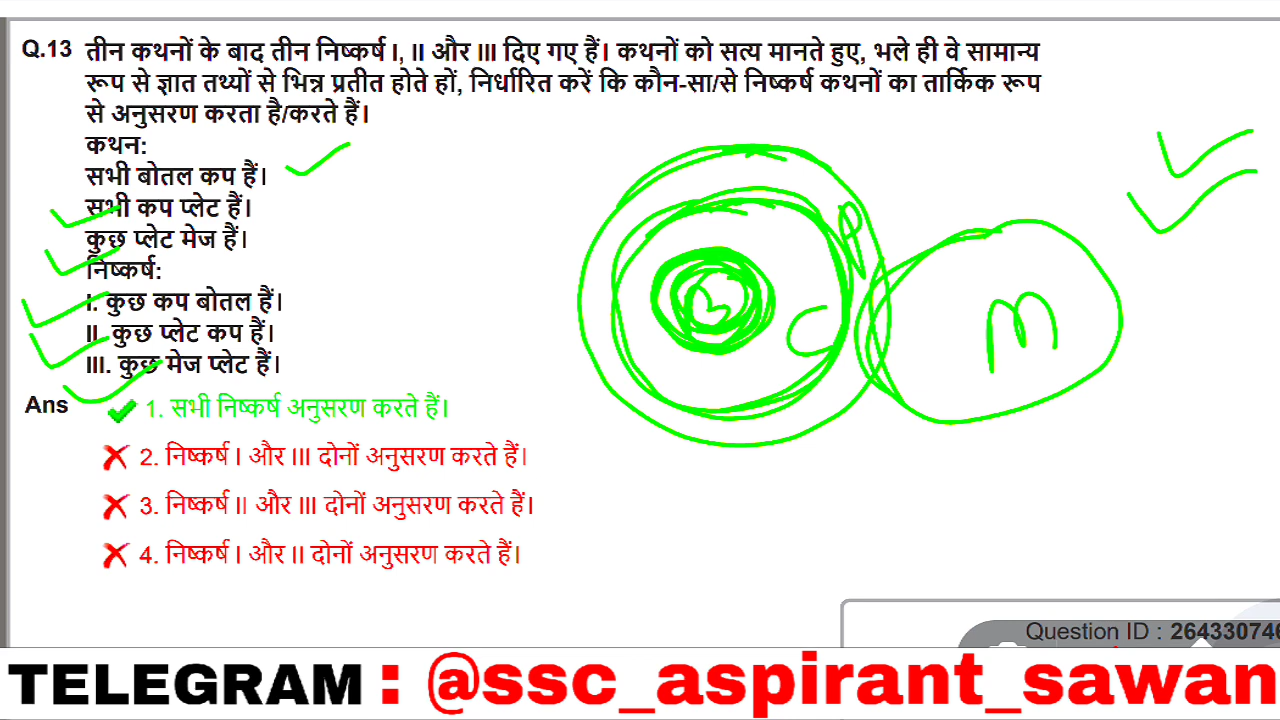 Q.13 तीन कथनों के बाद तीन निष्कर्ष I, II और III दिए गए हैं। कथनों को सत्य मानते हुए, भले ही वे सामान्य
रूप से ज्ञात तथ्यों से भिन्न प्रतीत होते हों, निर्धारित करें कि कौन-सा/से निष्कर्ष कथनों का तार्किक रूप
से अनुसरण करता है/करते हैं।
कथन:
सभी बोतल कप हैं।
सभी कप प्लेट हैं।
कुछ प्लेट मेज हैं।
निष्कर्ष:
I. कुछ कप बोतल हैं।
II. कुछ प्लेट कप हैं।
III. कुछ मेज प्लेट हैं।
Ans 1. सभी निष्कर्ष अनुसरण करते हैं।
2. निष्कर्ष I और III दोनों अनुसरण करते हैं।
3. निष्कर्ष II और III दोनों अनुसरण करते हैं।
4. निष्कर्ष I और II दोनों अनुसरण करते हैं।
B
C
P
m
Question ID : 264330746
TELEGRAM : @ssc_aspirant_sawan